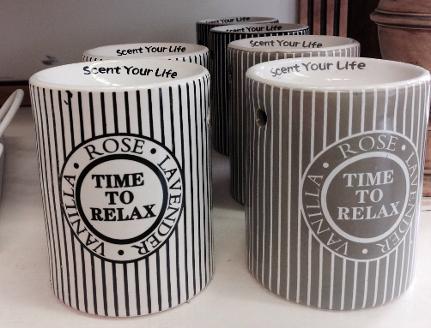 Scent Your Life
Scent Your Life
Scent Your Life
Scent Your Life
ROSE • LAVENDER • VANILLA •
TIME
TO
RELAX
ROSE • LAVENDER • VANILLA •
TIME
TO
RELAX